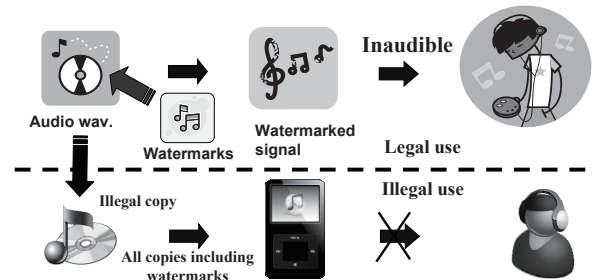 Inaudible
Audio wav.
Watermarks
Watermarked
signal
Legal use
Illegal use
Illegal copy
All copies including
watermarks